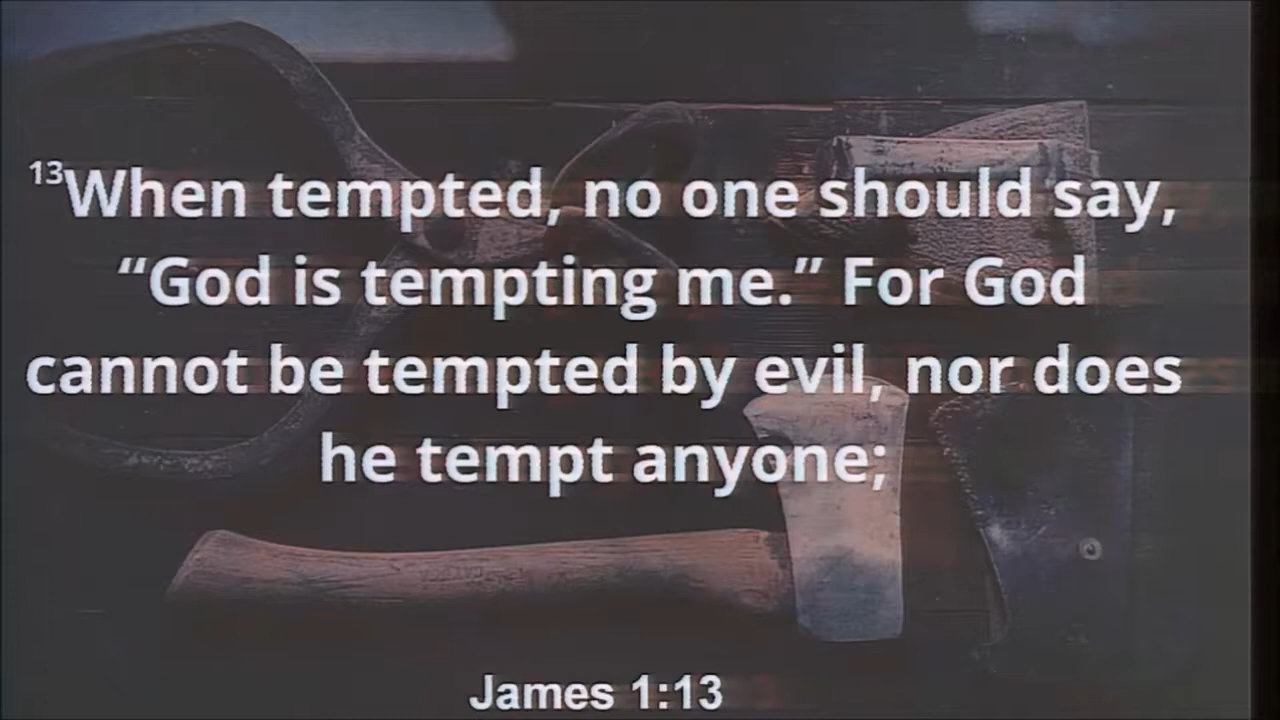 13When tempted, no one should say,
“God is tempting me.” For God
cannot be tempted by evil, nor does
he tempt anyone;
James 1:13